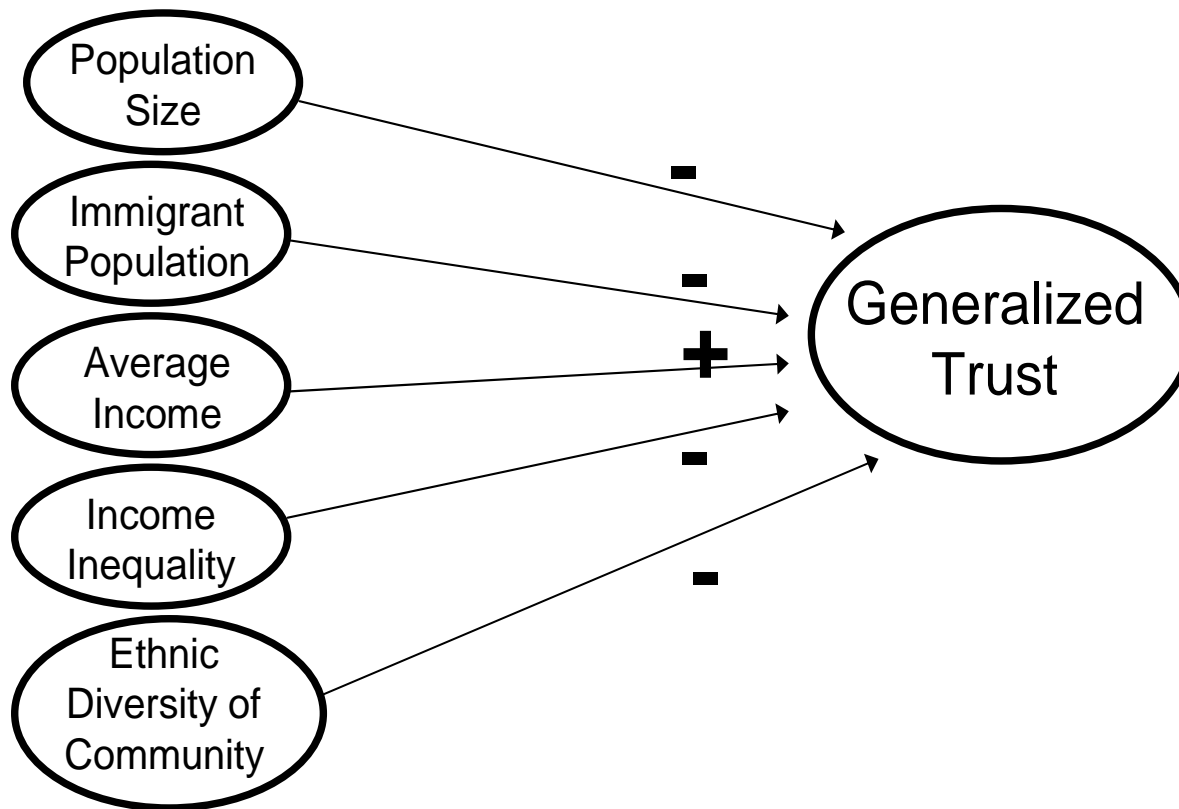 Population
Size
-
Immigrant
Population
-
Average
Income
+
Generalized
Trust
Income
Inequality
-
Ethnic
Diversity of
Community
-